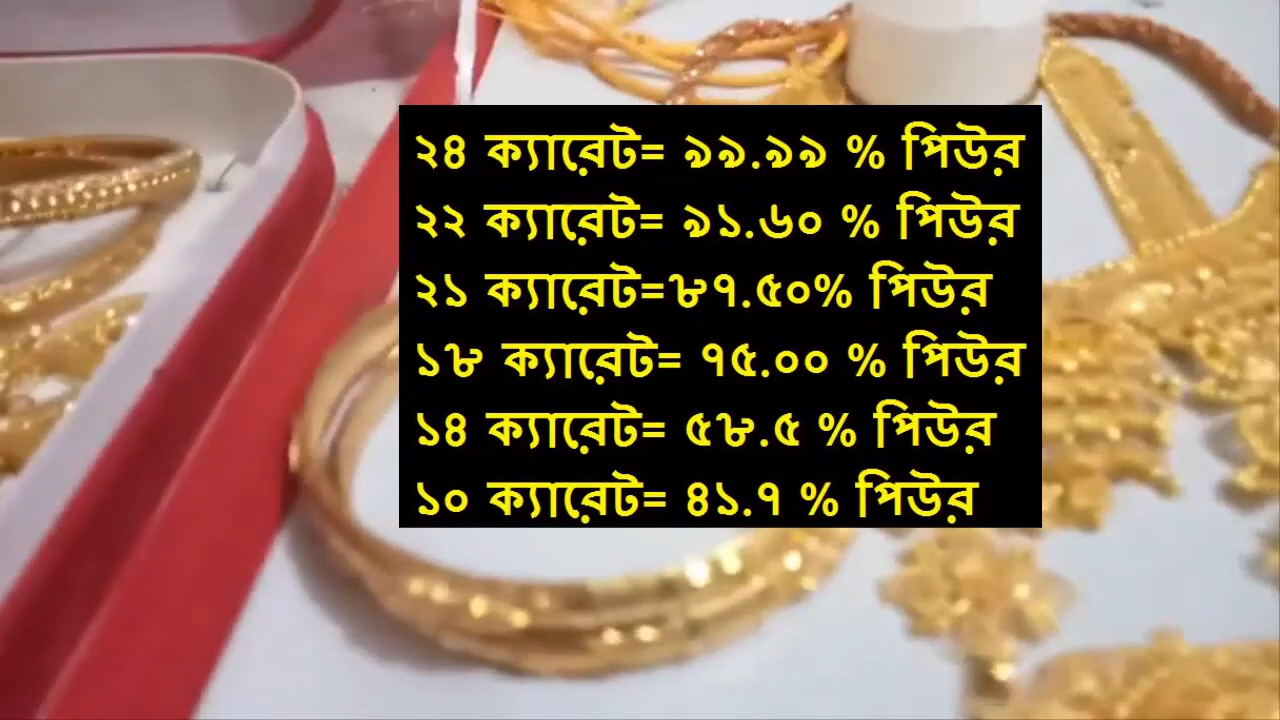 ২৪ ক্যারেট= ৯৯.৯৯ % পিউর
২২ ক্যারেট= ৯১.৬০ % পিউর
২১ ক্যারেট=৮৭.৫০% পিউর
১৮ ক্যারেট= ৭৫.০০ % পিউর
১৪ ক্যারেট= ৫৮.৫ % পিউর
১০ ক্যারেট= ৪১.৭ % পিউর